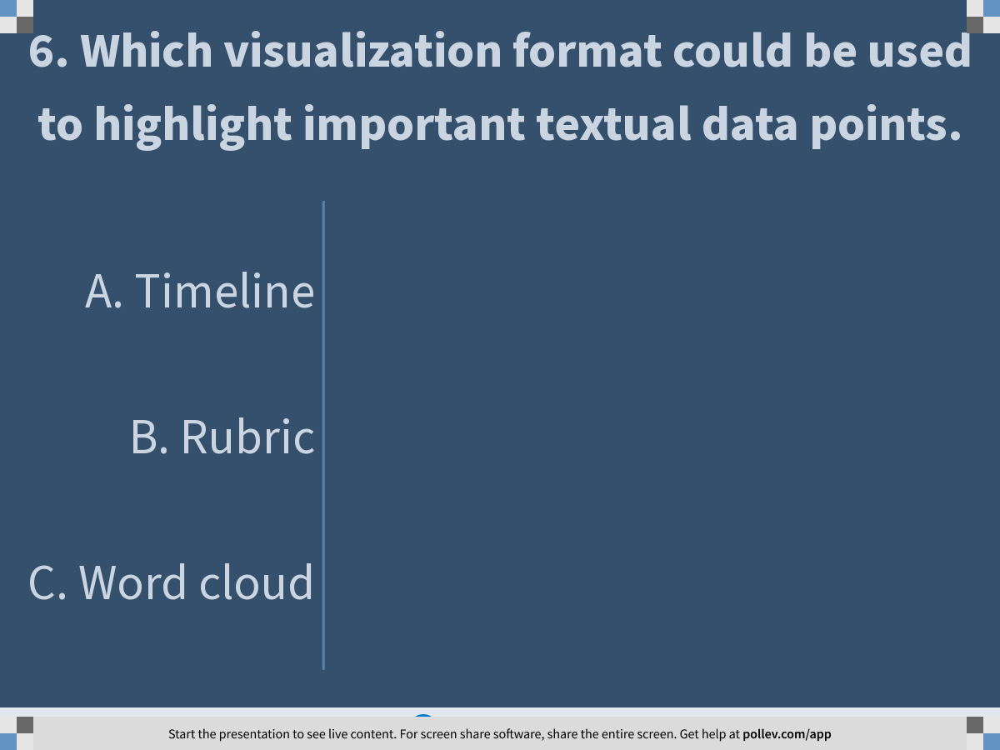 6. Which visualization format could be used
to highlight important textual data points.
A. Timeline
B. Rubric
C. Word cloud
Start the presentation to see live content. For screen share software, share the entire screen. Get help at pollev.com/app